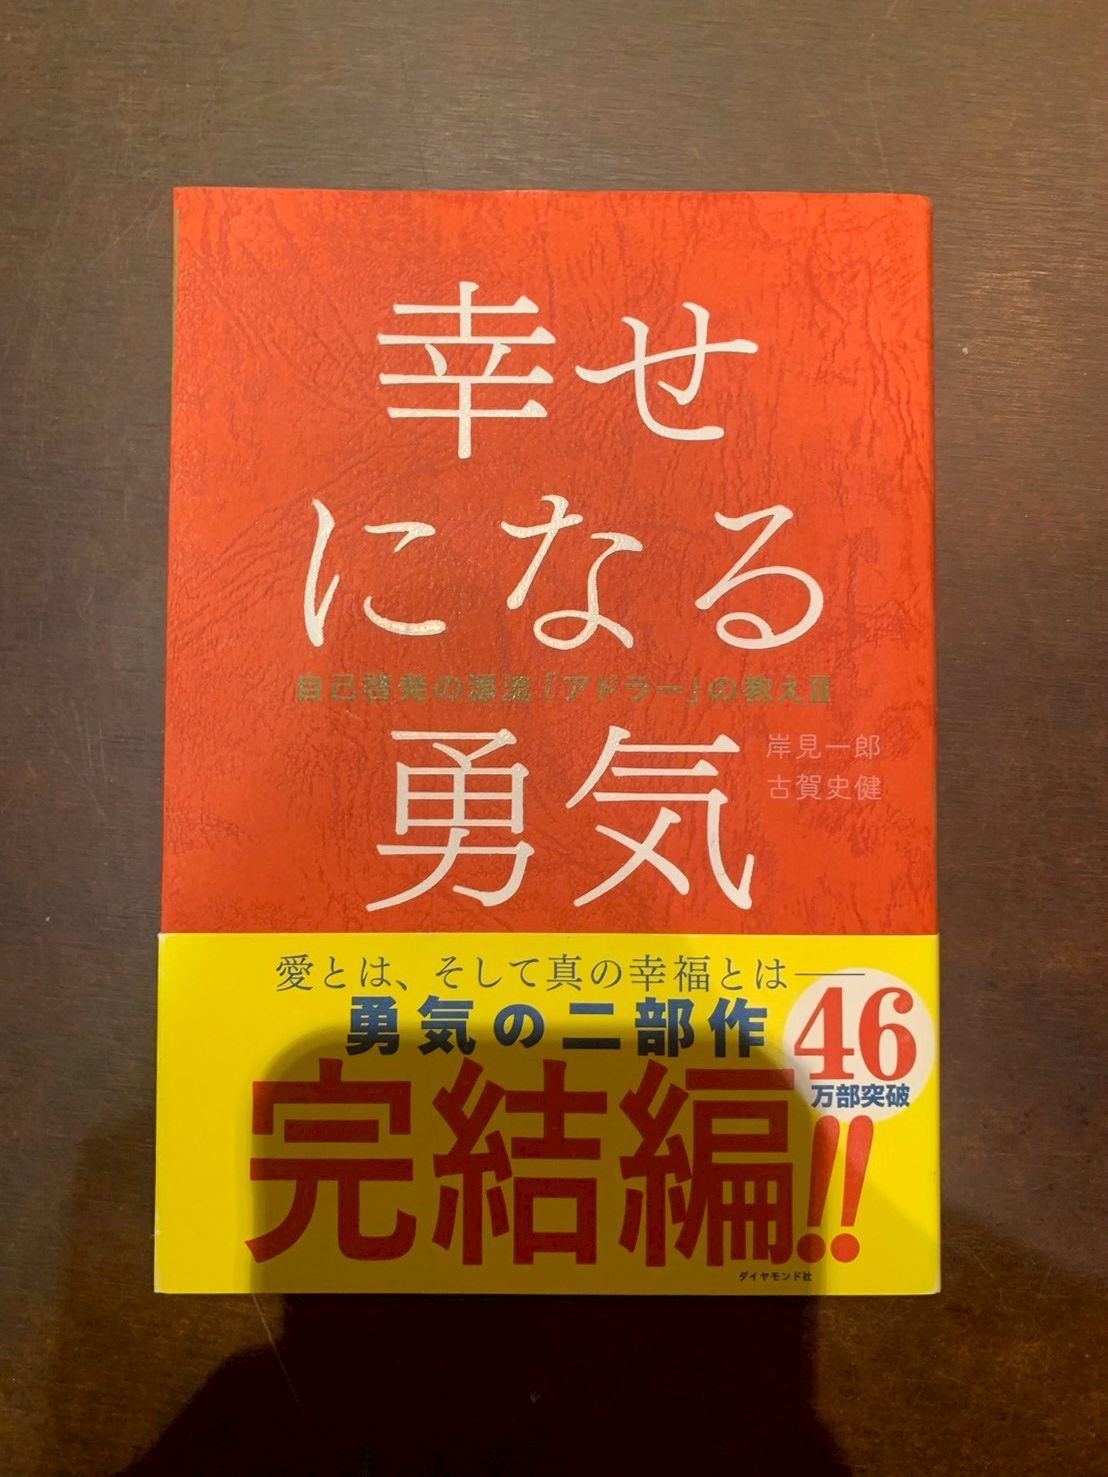 幸せ
になる
自己啓発の源流「アドラー」の教えⅡ
勇気
岸見一郎
古賀史健
愛とは、そして真の幸福とは――
勇気の二部作
46
万部突破
完結編!!
ダイヤモンド社